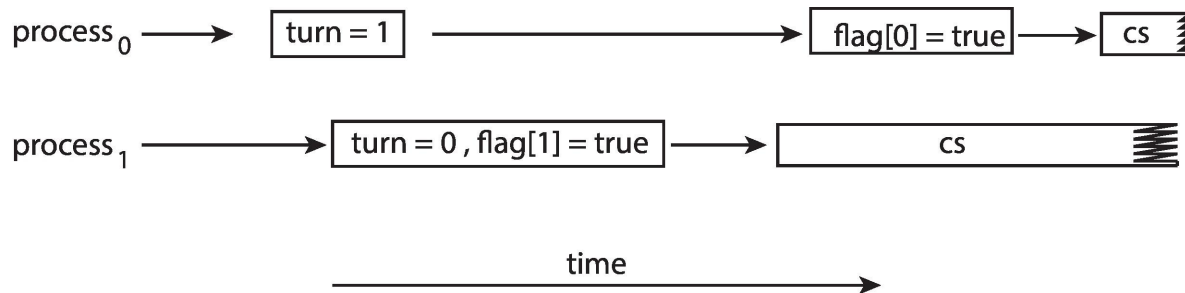 process₀ turn = 1 flag[0] = true cs
process₁ turn = 0 , flag[1] = true cs
time